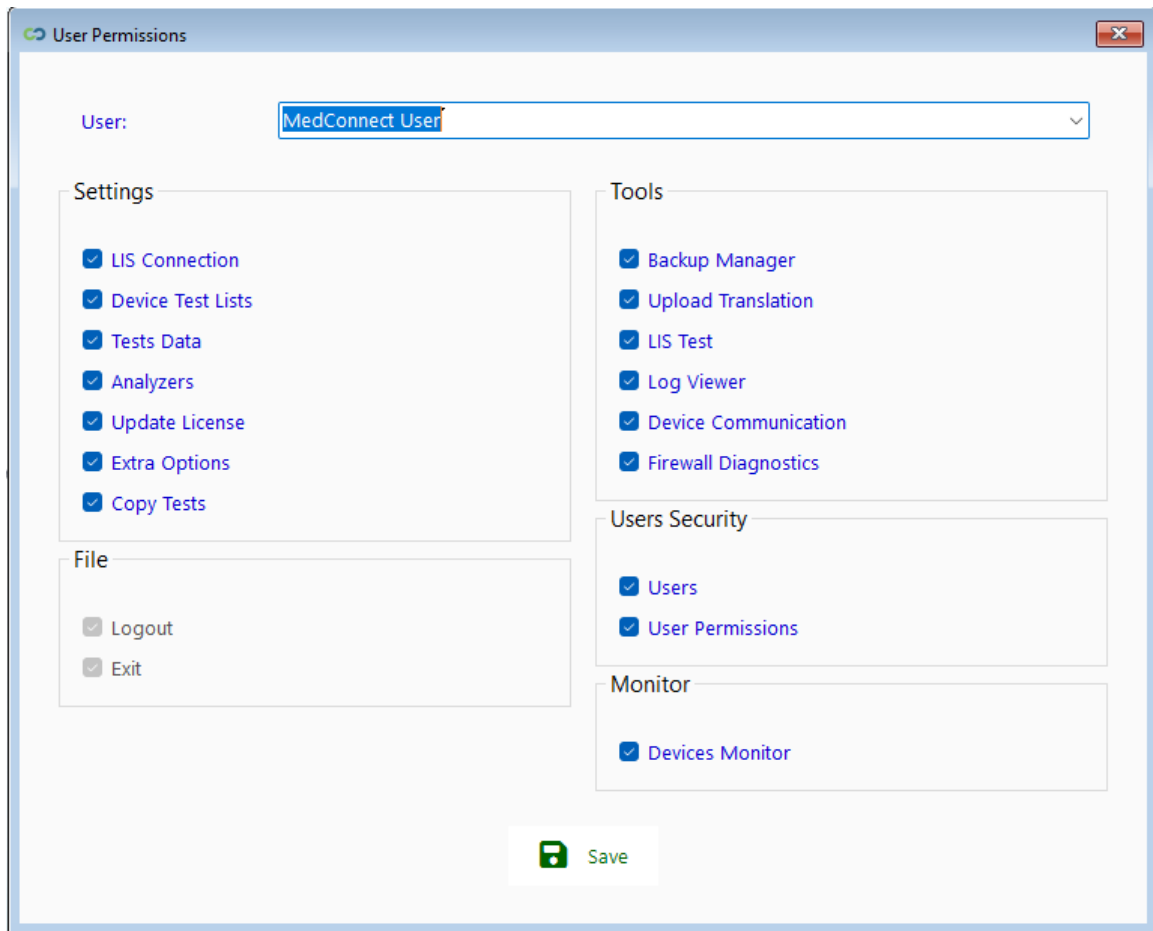 User Permissions
User:
MedConnect User
Settings
LIS Connection
Device Test Lists
Tests Data
Analyzers
Update License
Extra Options
Copy Tests
File
Logout
Exit
Tools
Backup Manager
Upload Translation
LIS Test
Log Viewer
Device Communication
Firewall Diagnostics
Users Security
Users
User Permissions
Monitor
Devices Monitor
Save